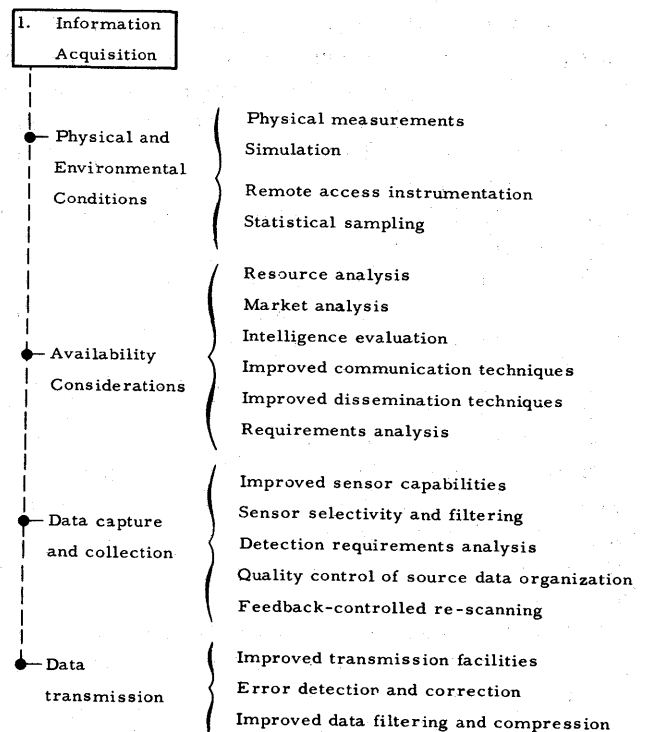 1. Information
Acquisition
Physical and
Environmental
Conditions
Physical measurements
Simulation
Remote access instrumentation
Statistical sampling
Availability
Considerations
Resource analysis
Market analysis
Intelligence evaluation
Improved communication techniques
Improved dissemination techniques
Requirements analysis
Data capture
and collection
Improved sensor capabilities
Sensor selectivity and filtering
Detection requirements analysis
Quality control of source data organization
Feedback-controlled re-scanning
Data
transmission
Improved transmission facilities
Error detection and correction
Improved data filtering and compression